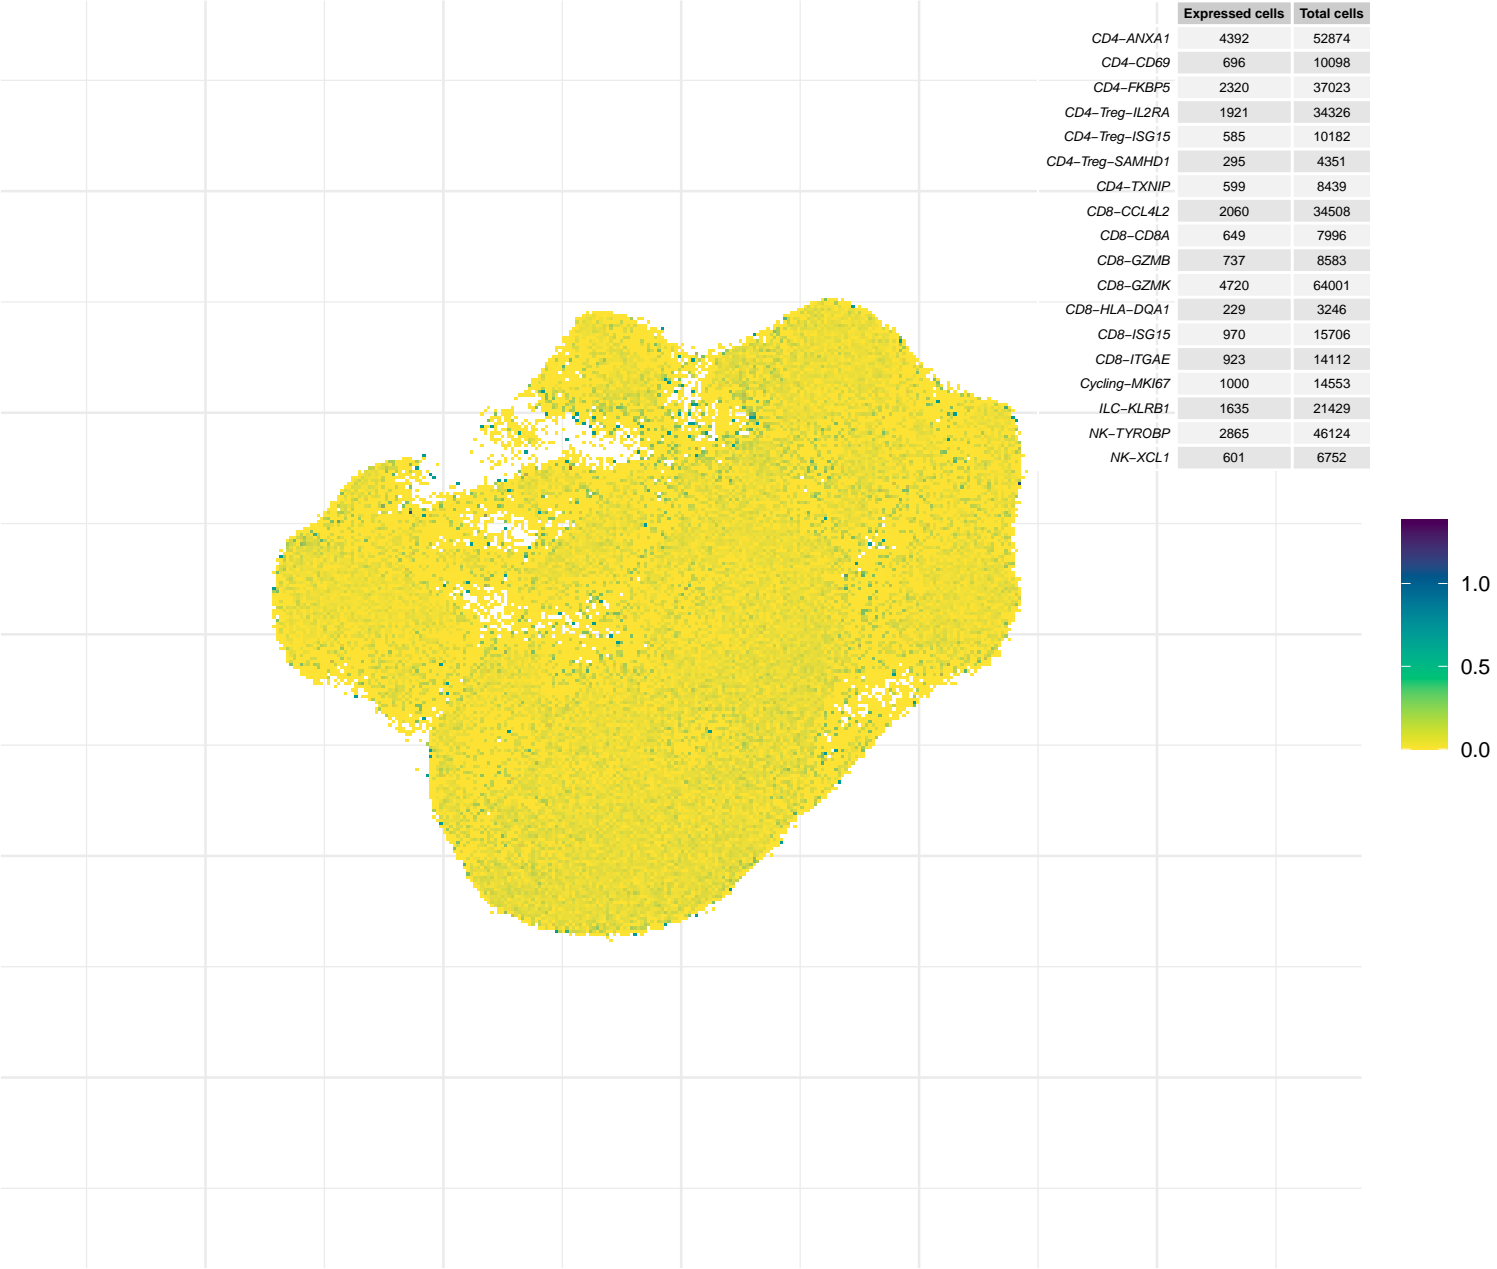 Expressed cells Total cells
CD4−ANXA1 4392 52874
CD4−CD69 696 10098
CD4−FKBP5 2320 37023
CD4−Treg−IL2RA 1921 34326
CD4−Treg−ISG15 585 10182
CD4−Treg−SAMHD1 295 4351
CD4−TXNIP 599 8439
CD8−CCL4L2 2060 34508
CD8−CD8A 649 7996
CD8−GZMB 737 8583
CD8−GZMK 4720 64001
CD8−HLA−DQA1 229 3246
CD8−ISG15 970 15706
CD8−ITGAE 923 14112
Cycling−MKI67 1000 14553
ILC−KLRB1 1635 21429
NK−TYROBP 2865 46124
NK−XCL1 601 6752
1.0
0.5
0.0